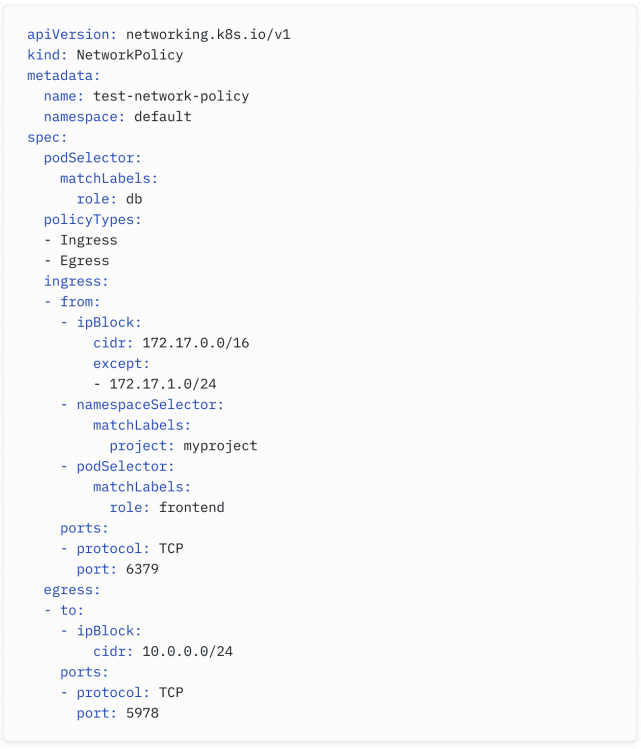 apiVersion: networking.k8s.io/v1
kind: NetworkPolicy
metadata:
  name: test-network-policy
  namespace: default
spec:
  podSelector:
    matchLabels:
      role: db
  policyTypes:
  - Ingress
  - Egress
  ingress:
  - from:
    - ipBlock:
        cidr: 172.17.0.0/16
        except:
        - 172.17.1.0/24
    - namespaceSelector:
        matchLabels:
          project: myproject
    - podSelector:
        matchLabels:
          role: frontend
    ports:
    - protocol: TCP
      port: 6379
  egress:
  - to:
    - ipBlock:
        cidr: 10.0.0.0/24
    ports:
    - protocol: TCP
      port: 5978